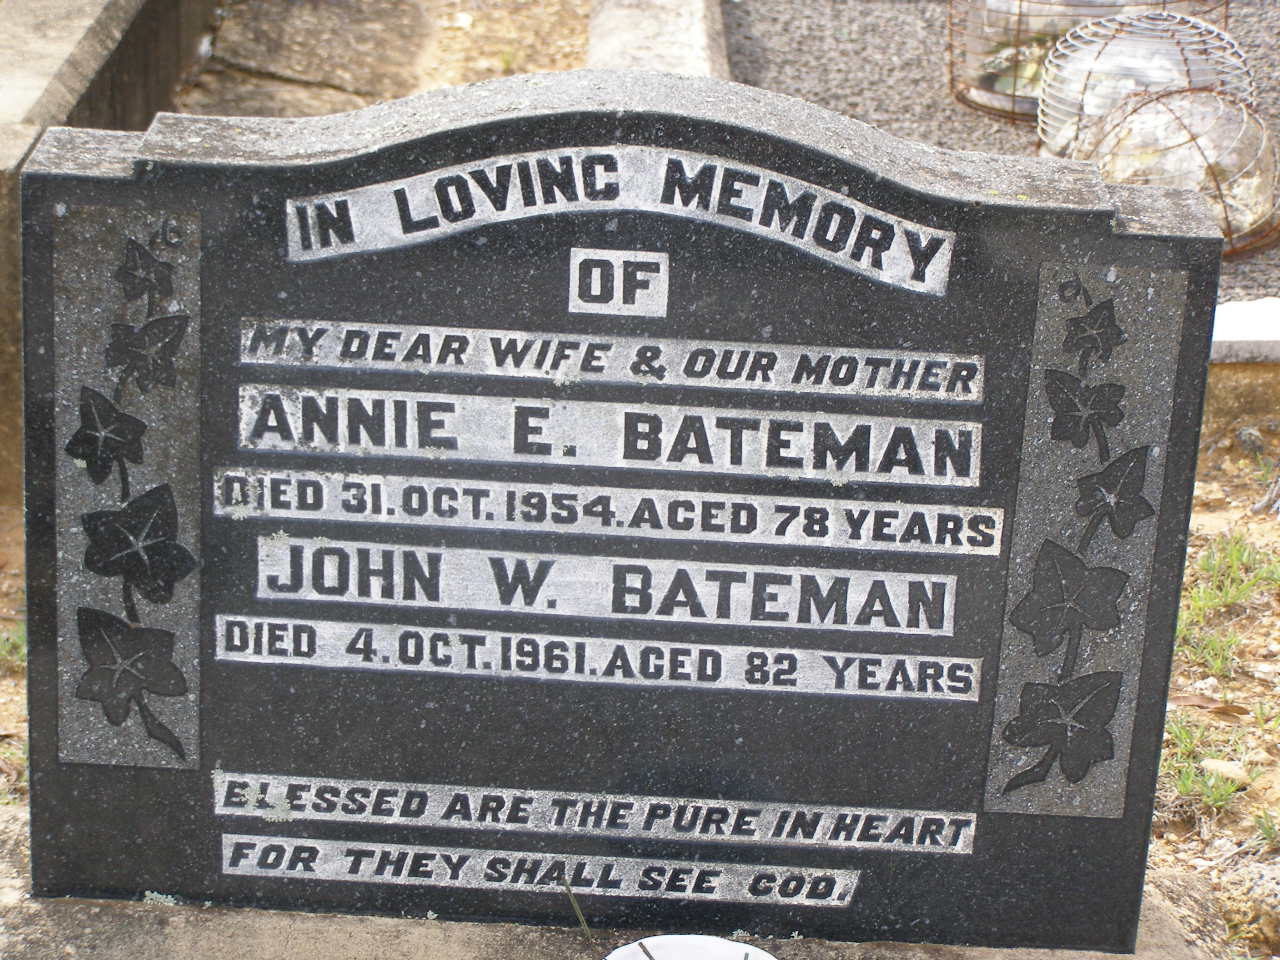 IN LOVING MEMORY
OF
MY DEAR WIFE & OUR MOTHER
ANNIE E. BATEMAN
DIED 31. OCT. 1954. AGED 78 YEARS
JOHN W. BATEMAN
DIED 4. OCT. 1961. AGED 82 YEARS
BLESSED ARE THE PURE IN HEART
FOR THEY SHALL SEE GOD.